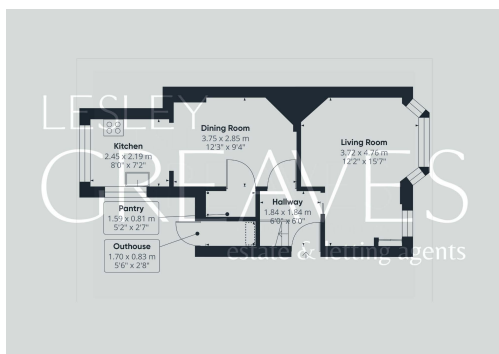 LESLEY
GREAVES
estate & letting agents
Kitchen
2.45 x 2.19 m
8'0" x 7'2"
Dining Room
3.75 x 2.85 m
12'3" x 9'4"
Living Room
3.72 x 4.76 m
12'2" x 15'7"
Pantry
1.59 x 0.81 m
5'2" x 2'7"
Hallway
1.84 x 1.84 m
6'0" x 6'0"
Outhouse
1.70 x 0.83 m
5'6" x 2'8"